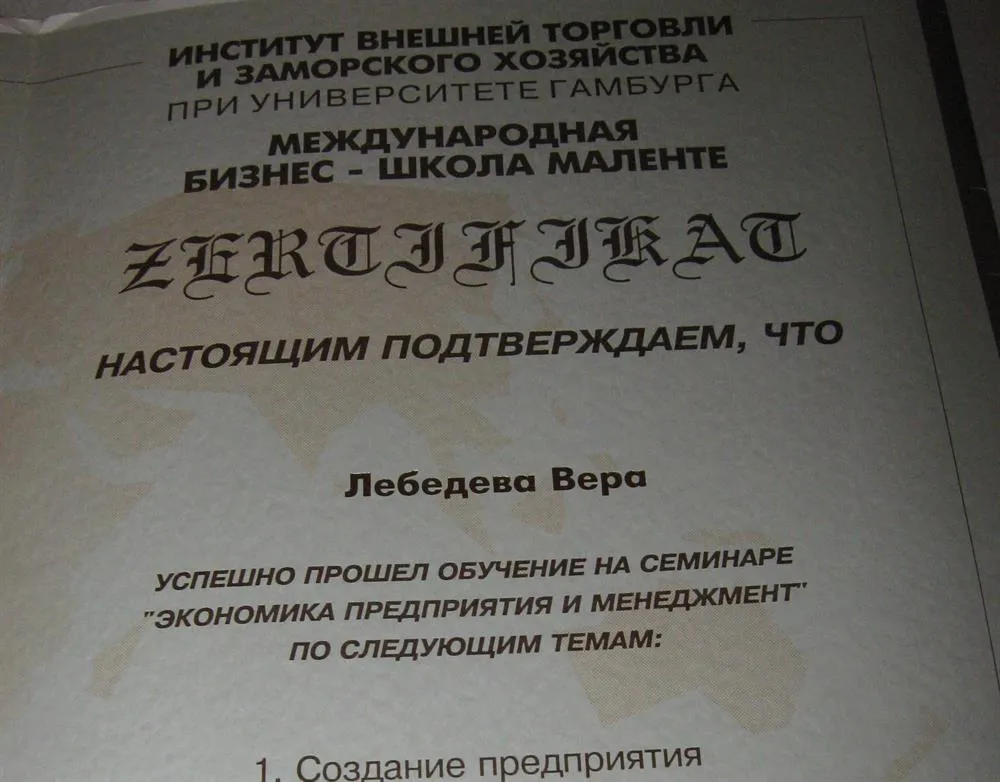 ИНСТИТУТ ВНЕШНЕЙ ТОРГОВЛИ
И ЗАМОРСКОГО ХОЗЯЙСТВА
ПРИ УНИВЕРСИТЕТЕ ГАМБУРГА
МЕЖДУНАРОДНАЯ
БИЗНЕС - ШКОЛА МАЛЕНТЕ
ZERTIFIKAT
НАСТОЯЩИМ ПОДТВЕРЖДАЕМ, ЧТО
Лебедева Вера
УСПЕШНО ПРОШЕЛ ОБУЧЕНИЕ НА СЕМИНАРЕ
"ЭКОНОМИКА ПРЕДПРИЯТИЯ И МЕНЕДЖМЕНТ"
ПО СЛЕДУЮЩИМ ТЕМАМ:
1. Создание предприятия